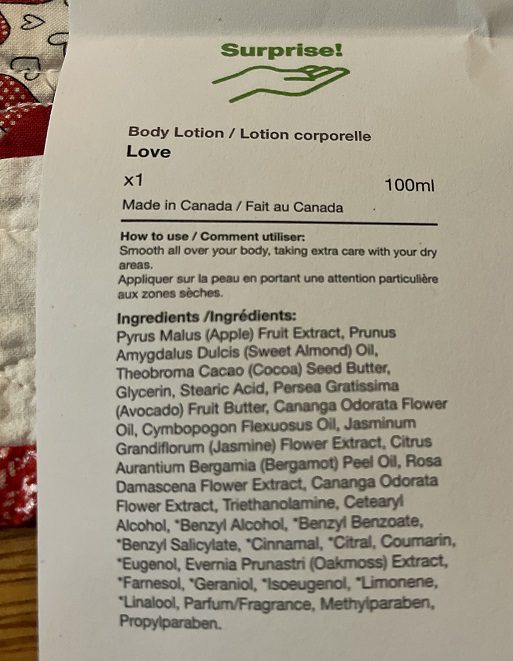 Surprise!
Body Lotion / Lotion corporelle
Love
x1
100ml
Made in Canada / Fait au Canada
How to use / Comment utiliser:
Smooth all over your body, taking extra care with your dry
areas.
Appliquer sur la peau en portant une attention particulière
aux zones sèches.
Ingredients /Ingrédients:
Pyrus Malus (Apple) Fruit Extract, Prunus
Amygdalus Dulcis (Sweet Almond) Oil,
Theobroma Cacao (Cocoa) Seed Butter,
Glycerin, Stearic Acid, Persea Gratissima
(Avocado) Fruit Butter, Cananga Odorata Flower
Oil, Cymbopogon Flexuosus Oil, Jasminum
Grandiflorum (Jasmine) Flower Extract, Citrus
Aurantium Bergamia (Bergamot) Peel Oil, Rosa
Damascena Flower Extract, Cananga Odorata
Flower Extract, Triethanolamine, Cetearyl
Alcohol, *Benzyl Alcohol, *Benzyl Benzoate,
*Benzyl Salicylate, *Cinnamal, *Citral, Coumarin,
*Eugenol, Evernia Prunastri (Oakmoss) Extract,
*Farnesol, *Geraniol, *Isoeugenol, *Limonene,
*Linalool, Parfum/Fragrance, Methylparaben,
Propylparaben.